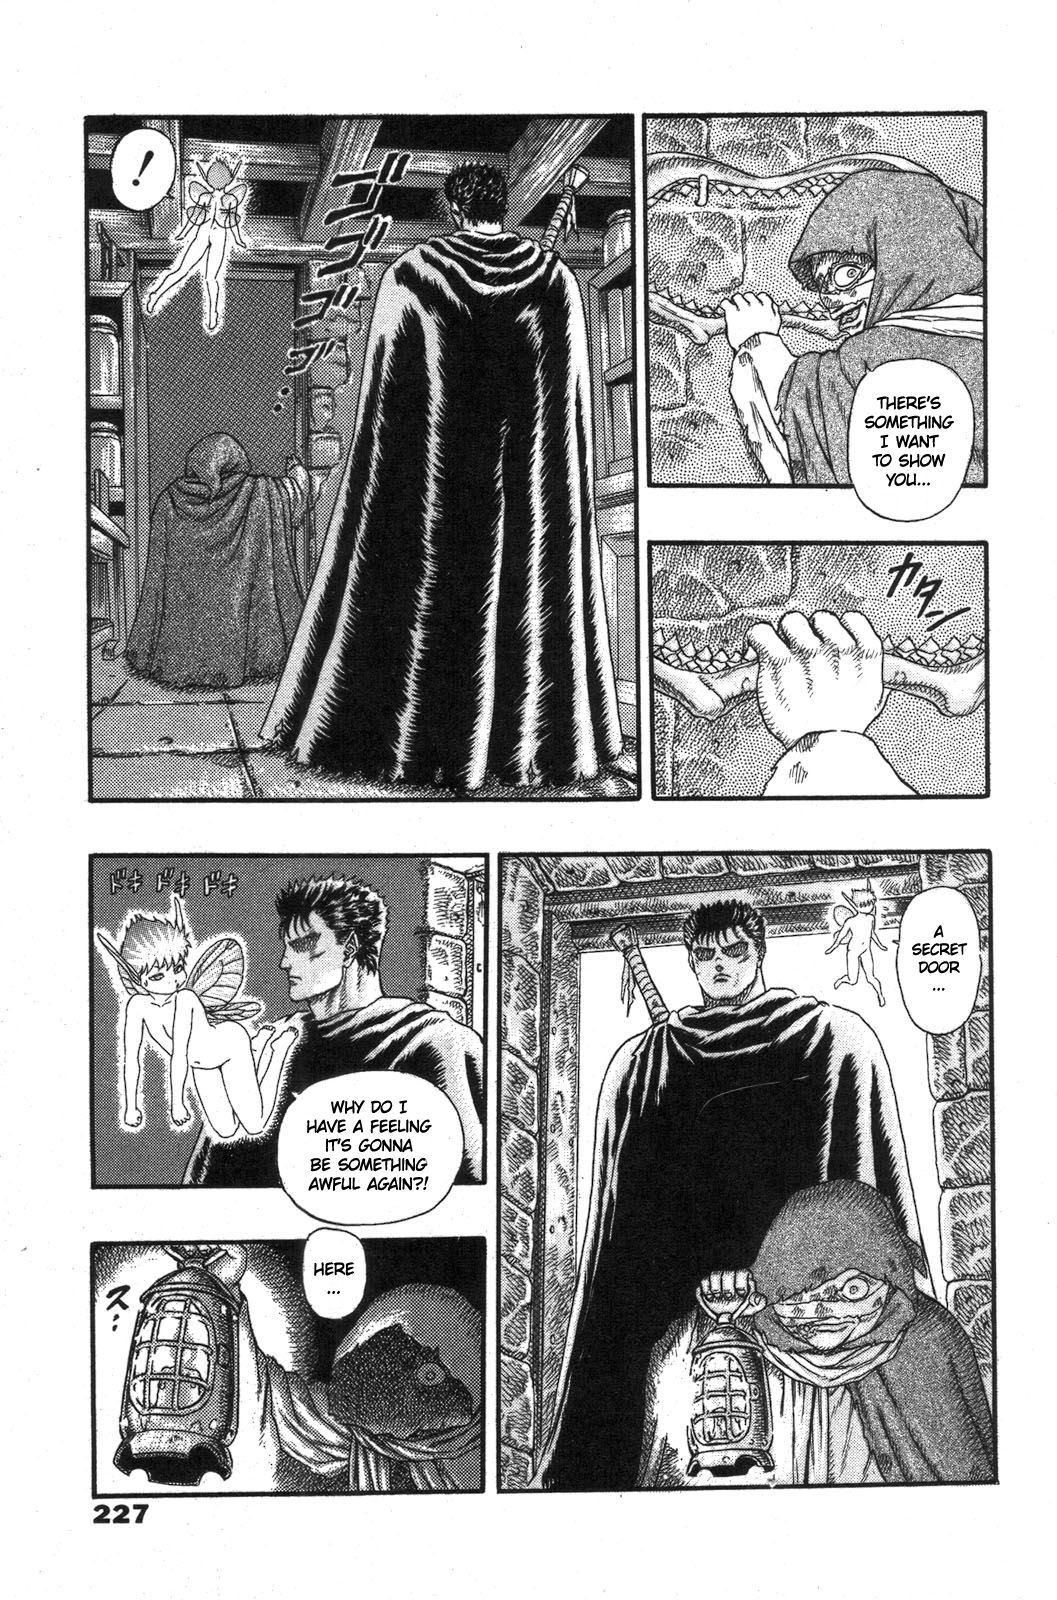 THERE'S
SOMETHING
I WANT
TO SHOW
YOU...
カタン
!
ゴゴゴゴ...
A
SECRET
DOOR
...
ドキ ドキ ドキ
WHY DO I
HAVE A FEELING
IT'S GONNA
BE SOMETHING
AWFUL AGAIN?!
HERE
...
ス..
227